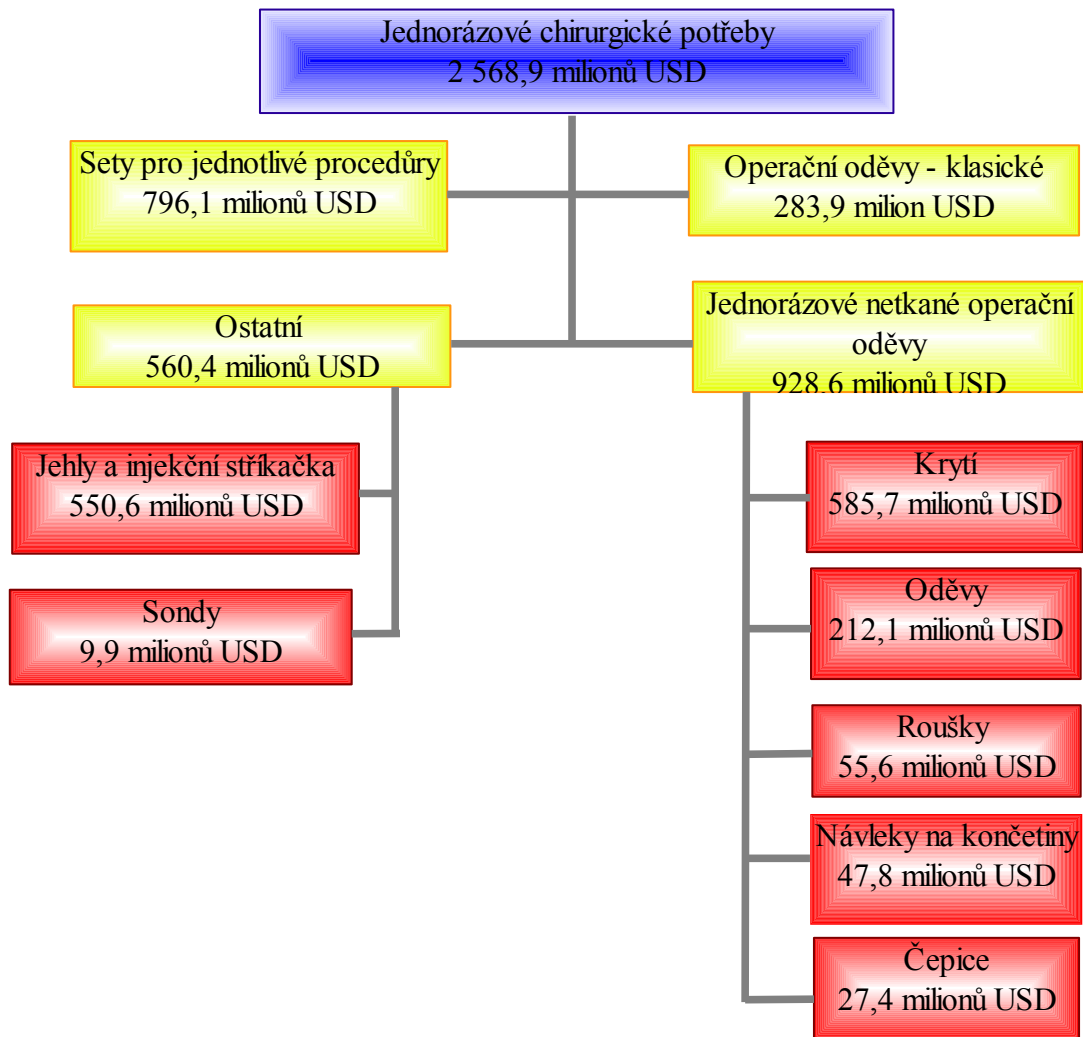 Jednorázové chirurgické potřeby
2 568,9 milionů USD
Sety pro jednotlivé procedůry
796,1 milionů USD
Operační oděvy - klasické
283,9 milion USD
Ostatní
560,4 milionů USD
Jednorázové netkané operační
oděvy
928,6 milionů USD
Jehly a injekční stříkačka
550,6 milionů USD
Sondy
9,9 milionů USD
Krytí
585,7 milionů USD
Oděvy
212,1 milionů USD
Roušky
55,6 milionů USD
Návleky na končetiny
47,8 milionů USD
Čepice
27,4 milionů USD